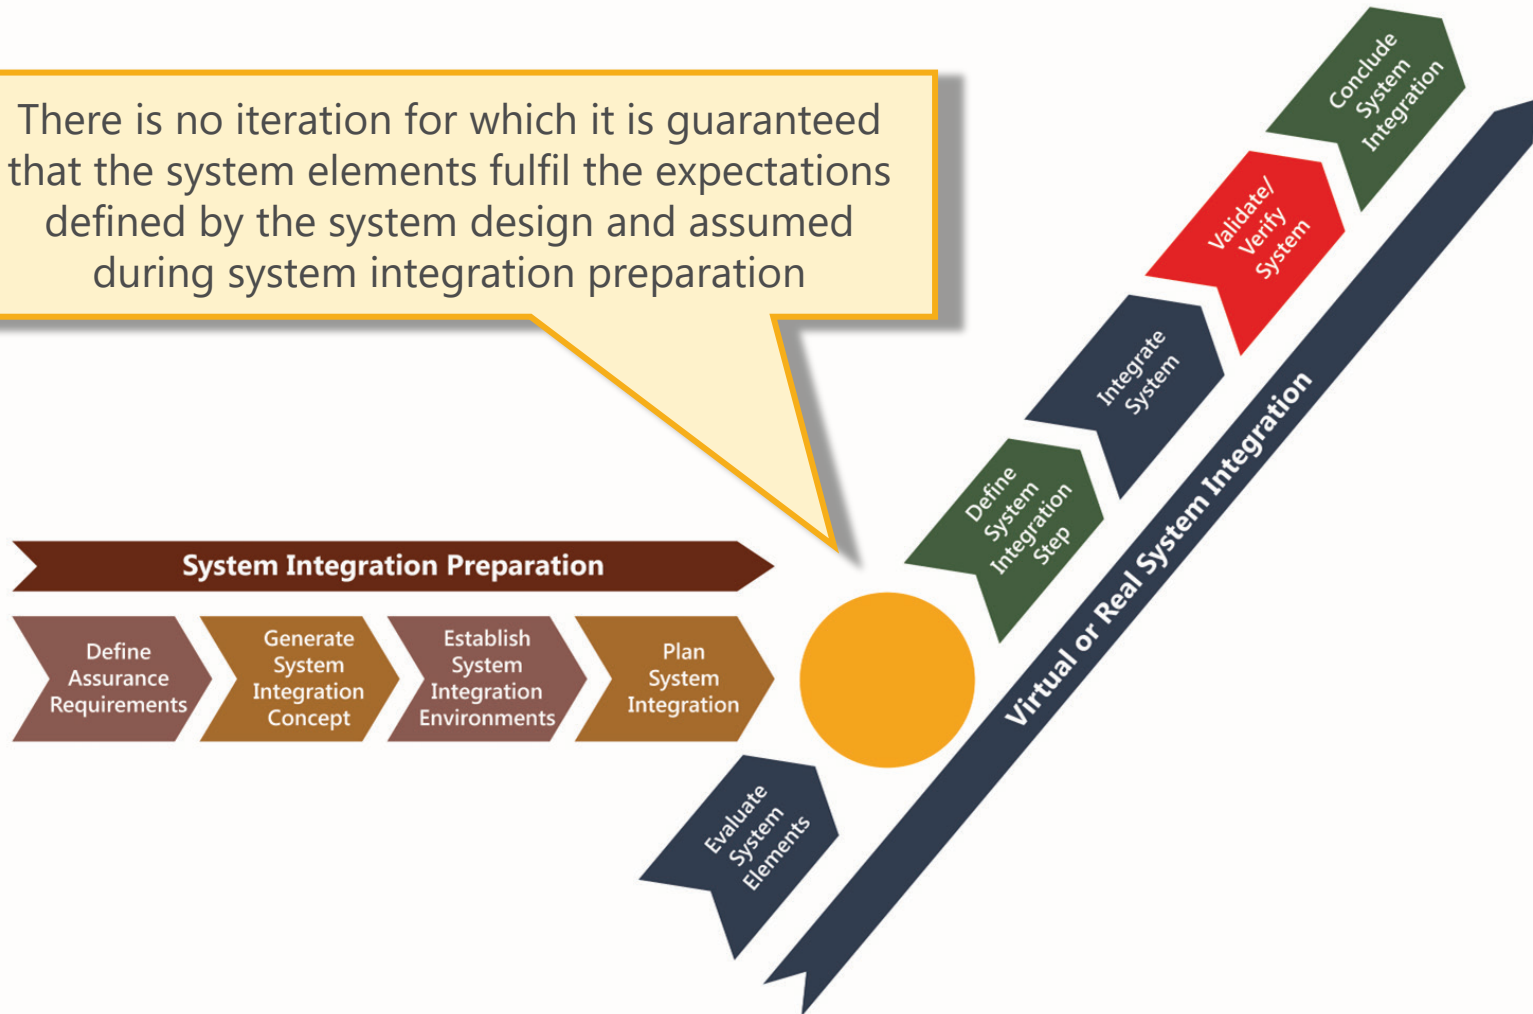 There is no iteration for which it is guaranteed
that the system elements fulfil the expectations
defined by the system design and assumed
during system integration preparation
System Integration Preparation
Define
Assurance
Requirements
Generate
System
Integration
Concept
Establish
System
Integration
Environments
Plan
System
Integration
Evaluate
System
Elements
Define
System
Integration
Step
Integrate
System
Validate/
Verify
System
Conclude
System
Integration
Virtual or Real System Integration